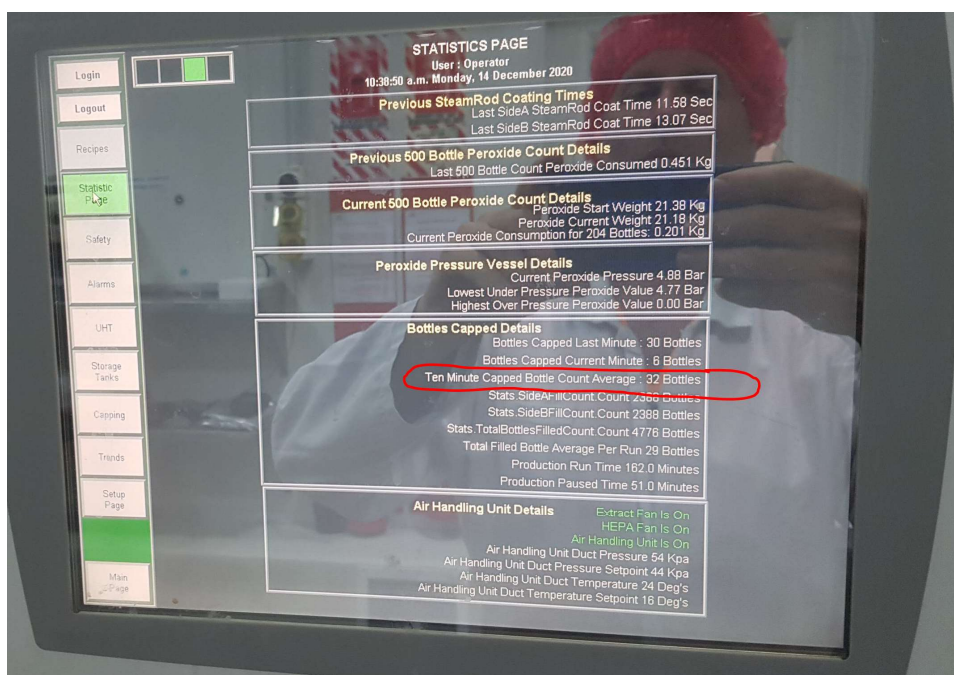 STATISTICS PAGE
User : Operator
10:38:50 a.m. Monday, 14 December 2020
Login
Logout
Recipes
Statistic
Page
Safety
Alarms
UHT
Storage
Tanks
Capping
Trends
Setup
Page
Main
Page
Previous SteamRod Coating Times
Last SideA SteamRod Coat Time 11.58 Sec
Last SideB SteamRod Coat Time 13.07 Sec
Previous 500 Bottle Peroxide Count Details
Last 500 Bottle Count Peroxide Consumed 0.451 Kg
Current 500 Bottle Peroxide Count Details
Peroxide Start Weight 21.38 Kg
Peroxide Current Weight 21.18 Kg
Current Peroxide Consumption for 204 Bottles: 0.201 Kg
Peroxide Pressure Vessel Details
Current Peroxide Pressure 4.88 Bar
Lowest Under Pressure Peroxide Value 4.77 Bar
Highest Over Pressure Peroxide Value 0.00 Bar
Bottles Capped Details
Bottles Capped Last Minute : 30 Bottles
Bottles Capped Current Minute : 6 Bottles
Ten Minute Capped Bottle Count Average : 32 Bottles
Stats.SideAFillCount.Count 2388 Bottles
Stats.SideBFillCount.Count 2388 Bottles
Stats.TotalBottlesFilledCount.Count 4776 Bottles
Total Filled Bottle Average Per Run 29 Bottles
Production Run Time 162.0 Minutes
Production Paused Time 51.0 Minutes
Air Handling Unit Details
Extract Fan Is On
HEPA Fan Is On
Air Handling Unit Is On
Air Handling Unit Duct Pressure 54 Kpa
Air Handling Unit Duct Pressure Setpoint 44 Kpa
Air Handling Unit Duct Temperature 24 Deg's
Air Handling Unit Duct Temperature Setpoint 16 Deg's